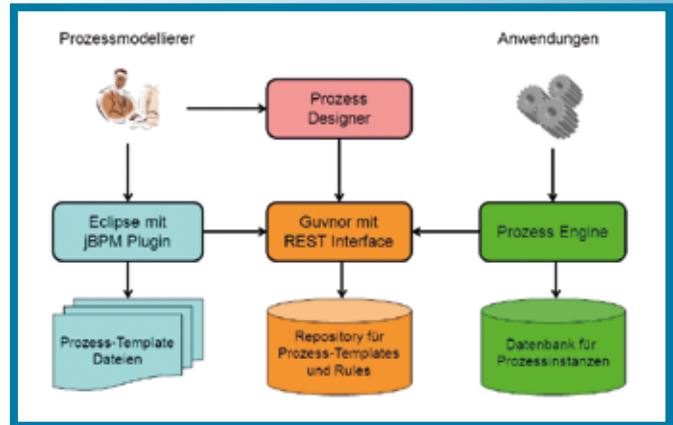 Prozessmodellierer
Anwendungen
Prozess
Designer
Eclipse mit
jBPM Plugin
Guvnor mit
REST Interface
Prozess Engine
Prozess-Template
Dateien
Repository für
Prozess-Templates
und Rules
Datenbank für
Prozessinstanzen